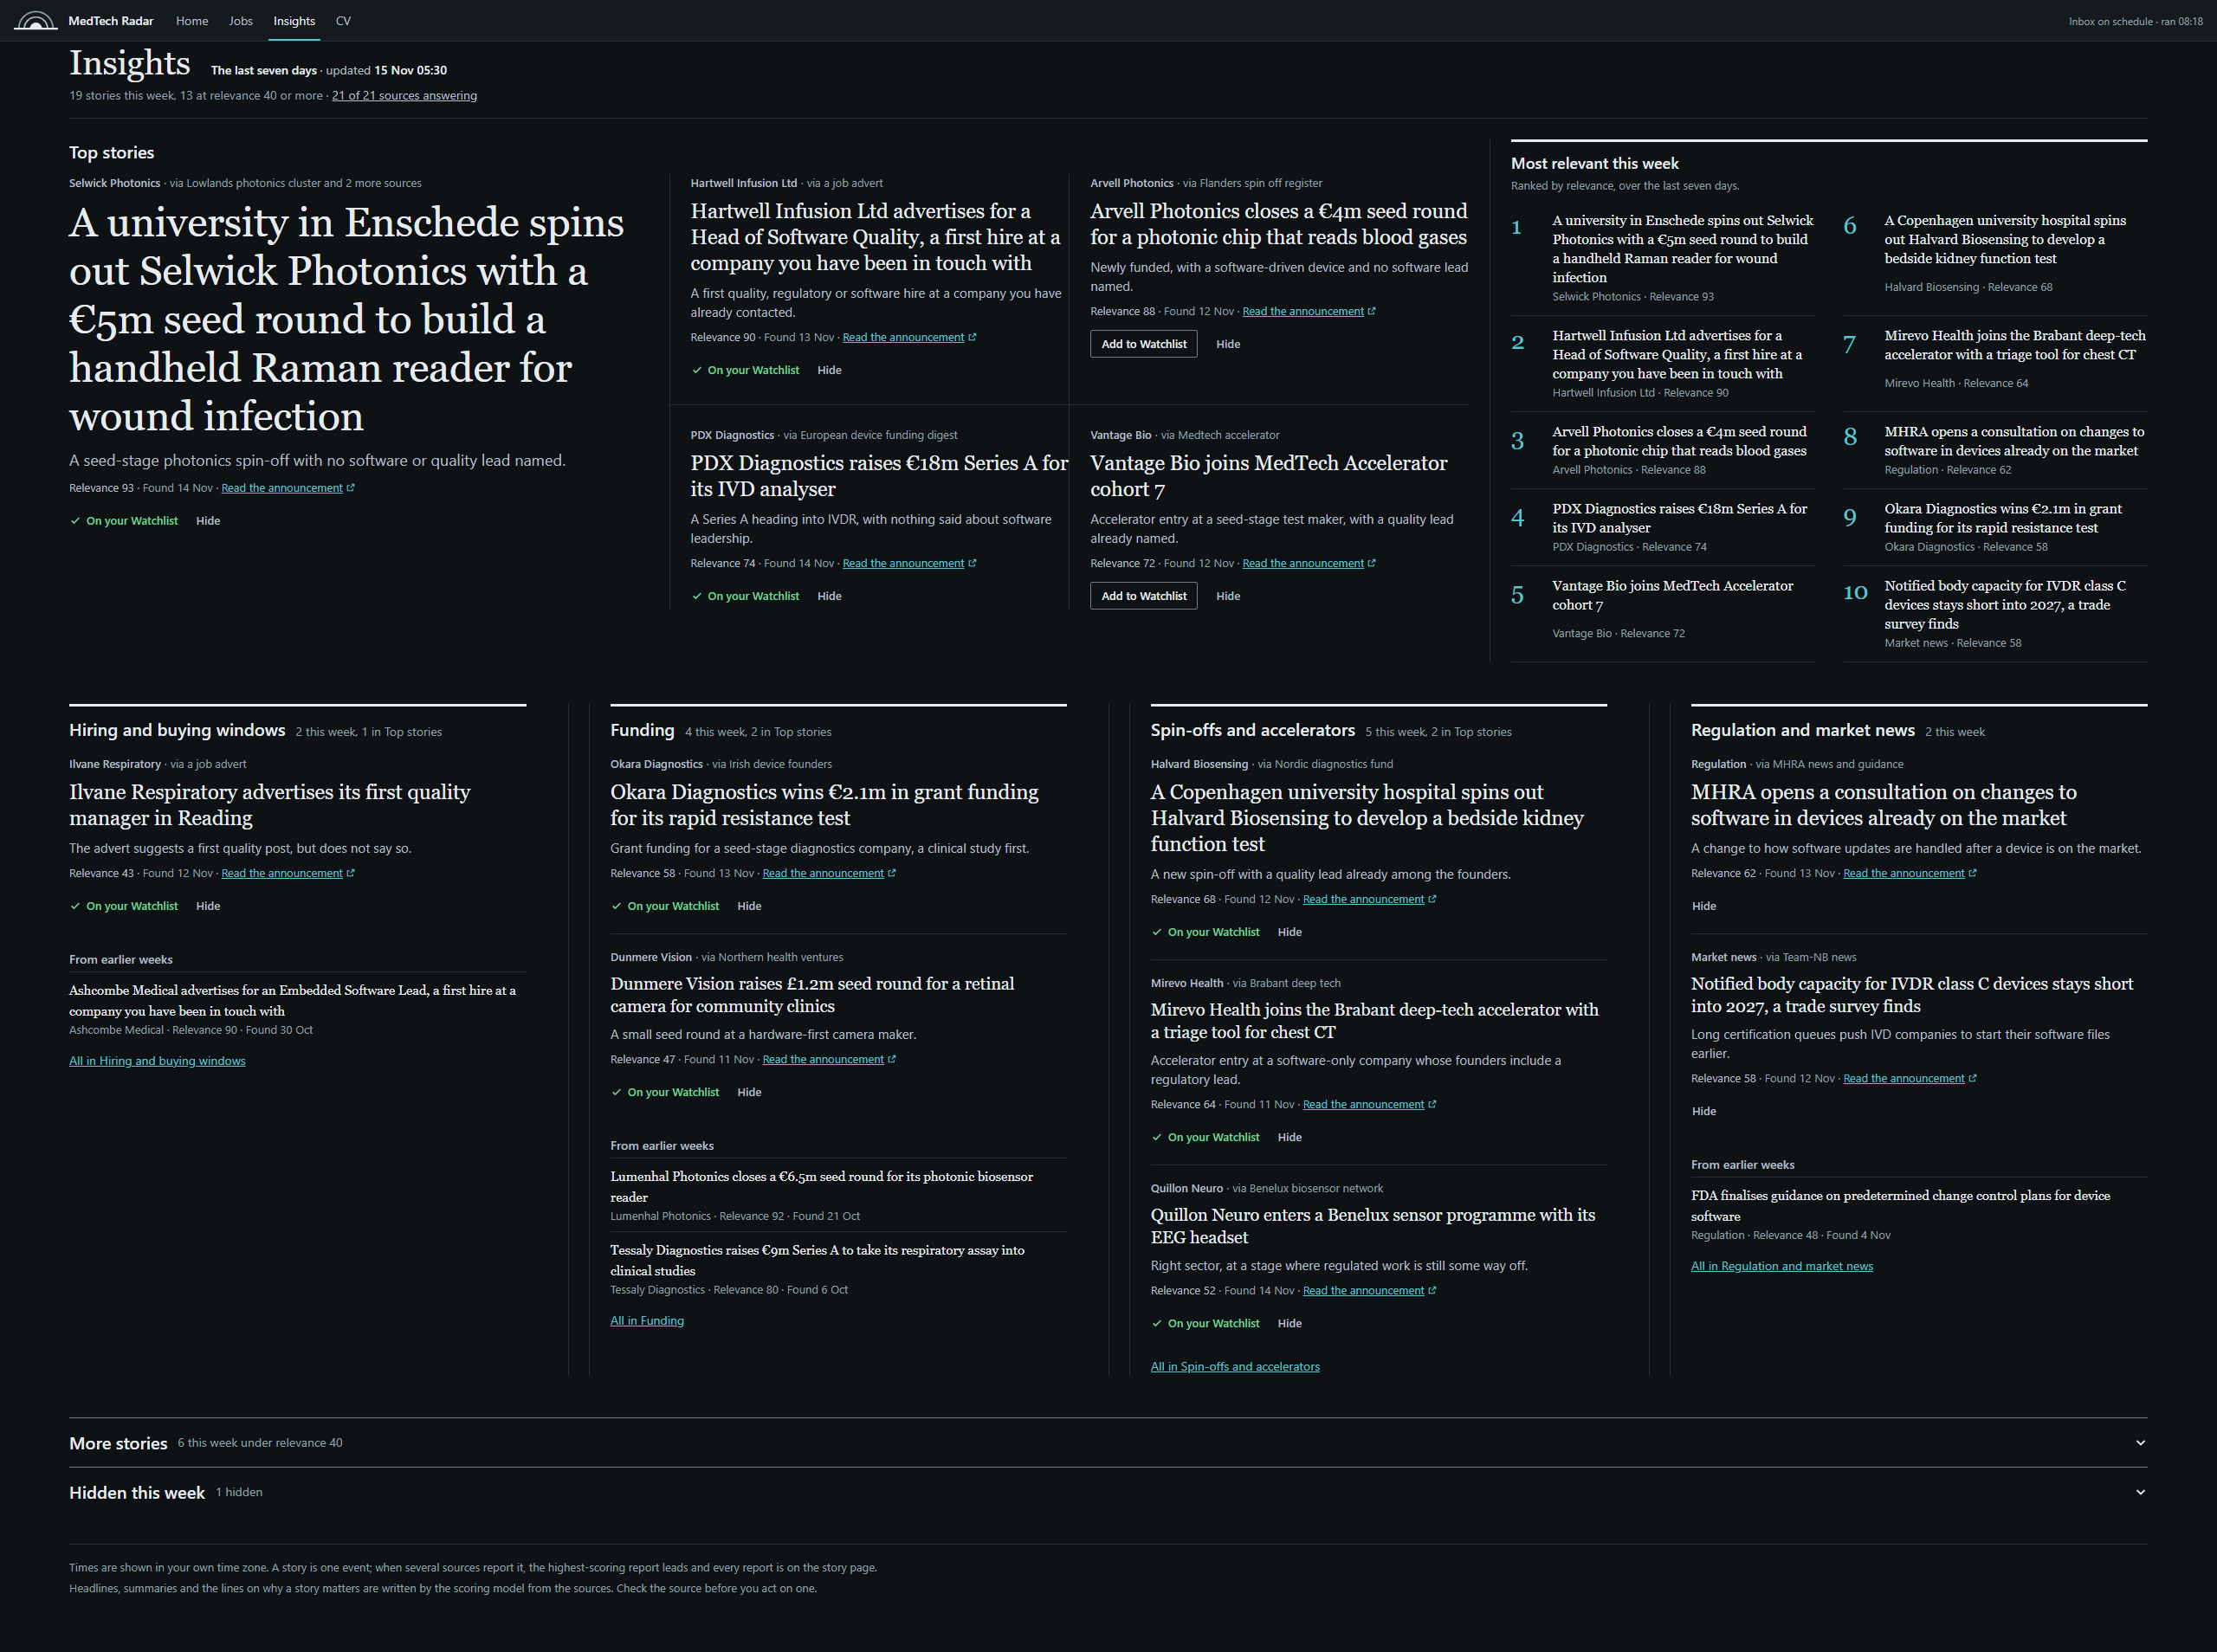 MedTech Radar Home Jobs Insights CV Inbox on schedule · ran 08:18
Insights The last seven days · updated 15 Nov 05:30
19 stories this week, 13 at relevance 40 or more · 21 of 21 sources answering
Top stories
Selwick Photonics · via Lowlands photonics cluster and 2 more sources
A university in Enschede spins
out Selwick Photonics with a
€5m seed round to build a
handheld Raman reader for
wound infection
A seed-stage photonics spin-off with no software or quality lead named.
Relevance 93 · Found 14 Nov · Read the announcement
On your Watchlist Hide
Hartwell Infusion Ltd · via a job advert
Hartwell Infusion Ltd advertises for a
Head of Software Quality, a first hire at a
company you have been in touch with
A first quality, regulatory or software hire at a company you have
already contacted.
Relevance 90 · Found 13 Nov · Read the announcement
On your Watchlist Hide
Arvell Photonics · via Flanders spin off register
Arvell Photonics closes a €4m seed round
for a photonic chip that reads blood gases
Newly funded, with a software-driven device and no software lead
named.
Relevance 88 · Found 12 Nov · Read the announcement
Add to Watchlist Hide
PDX Diagnostics · via European device funding digest
PDX Diagnostics raises €18m Series A for
its IVD analyser
A Series A heading into IVDR, with nothing said about software
leadership.
Relevance 74 · Found 14 Nov · Read the announcement
On your Watchlist Hide
Vantage Bio · via Medtech accelerator
Vantage Bio joins MedTech Accelerator
cohort 7
Accelerator entry at a seed-stage test maker, with a quality lead
already named.
Relevance 72 · Found 12 Nov · Read the announcement
Add to Watchlist Hide
Most relevant this week
Ranked by relevance, over the last seven days.
1 A university in Enschede spins out Selwick
Photonics with a €5m seed round to build
a handheld Raman reader for wound
infection
Selwick Photonics · Relevance 93
2 Hartwell Infusion Ltd advertises for a
Head of Software Quality, a first hire at a
company you have been in touch with
Hartwell Infusion Ltd · Relevance 90
3 Arvell Photonics closes a €4m seed round
for a photonic chip that reads blood gases
Arvell Photonics · Relevance 88
4 PDX Diagnostics raises €18m Series A for
its IVD analyser
PDX Diagnostics · Relevance 74
5 Vantage Bio joins MedTech Accelerator
cohort 7
Vantage Bio · Relevance 72
6 A Copenhagen university hospital spins
out Halvard Biosensing to develop a
bedside kidney function test
Halvard Biosensing · Relevance 68
7 Mirevo Health joins the Brabant deep-tech
accelerator with a triage tool for chest CT
Mirevo Health · Relevance 64
8 MHRA opens a consultation on changes to
software in devices already on the market
Regulation · Relevance 62
9 Okara Diagnostics wins €2.1m in grant
funding for its rapid resistance test
Okara Diagnostics · Relevance 58
10 Notified body capacity for IVDR class C
devices stays short into 2027, a trade
survey finds
Market news · Relevance 58
Hiring and buying windows 2 this week, 1 in Top stories
Ilvane Respiratory · via a job advert
Ilvane Respiratory advertises its first quality
manager in Reading
The advert suggests a first quality post, but does not say so.
Relevance 43 · Found 12 Nov · Read the announcement
On your Watchlist Hide
From earlier weeks
Ashcombe Medical advertises for an Embedded Software Lead, a first hire at a
company you have been in touch with
Ashcombe Medical · Relevance 90 · Found 30 Oct
All in Hiring and buying windows
Funding 4 this week, 2 in Top stories
Okara Diagnostics · via Irish device founders
Okara Diagnostics wins €2.1m in grant funding
for its rapid resistance test
Grant funding for a seed-stage diagnostics company, a clinical study first.
Relevance 58 · Found 13 Nov · Read the announcement
On your Watchlist Hide
Dunmere Vision · via Northern health ventures
Dunmere Vision raises £1.2m seed round for a retinal
camera for community clinics
A small seed round at a hardware-first camera maker.
Relevance 47 · Found 11 Nov · Read the announcement
On your Watchlist Hide
From earlier weeks
Lumenhal Photonics closes a €6.5m seed round for its photonic biosensor
reader
Lumenhal Photonics · Relevance 92 · Found 21 Oct
Tessaly Diagnostics raises €9m Series A to take its respiratory assay into
clinical studies
Tessaly Diagnostics · Relevance 80 · Found 6 Oct
All in Funding
Spin-offs and accelerators 5 this week, 2 in Top stories
Halvard Biosensing · via Nordic diagnostics fund
A Copenhagen university hospital spins out
Halvard Biosensing to develop a bedside kidney
function test
A new spin-off with a quality lead already among the founders.
Relevance 68 · Found 12 Nov · Read the announcement
On your Watchlist Hide
Mirevo Health · via Brabant deep tech
Mirevo Health joins the Brabant deep-tech accelerator with
a triage tool for chest CT
Accelerator entry at a software-only company whose founders include a
regulatory lead.
Relevance 64 · Found 11 Nov · Read the announcement
On your Watchlist Hide
Quillon Neuro · via Benelux biosensor network
Quillon Neuro enters a Benelux sensor programme with its
EEG headset
Right sector, at a stage where regulated work is still some way off.
Relevance 52 · Found 14 Nov · Read the announcement
On your Watchlist Hide
All in Spin-offs and accelerators
Regulation and market news 2 this week
Regulation · via MHRA news and guidance
MHRA opens a consultation on changes to
software in devices already on the market
A change to how software updates are handled after a device is on the market.
Relevance 62 · Found 13 Nov · Read the announcement
Hide
Market news · via Team-NB news
Notified body capacity for IVDR class C devices stays short
into 2027, a trade survey finds
Long certification queues push IVD companies to start their software files
earlier.
Relevance 58 · Found 12 Nov · Read the announcement
Hide
From earlier weeks
FDA finalises guidance on predetermined change control plans for device
software
Regulation · Relevance 48 · Found 4 Nov
All in Regulation and market news
More stories 6 this week under relevance 40
Hidden this week 1 hidden
Times are shown in your own time zone. A story is one event; when several sources report it, the highest-scoring report leads and every report is on the story page.
Headlines, summaries and the lines on why a story matters are written by the scoring model from the sources. Check the source before you act on one.